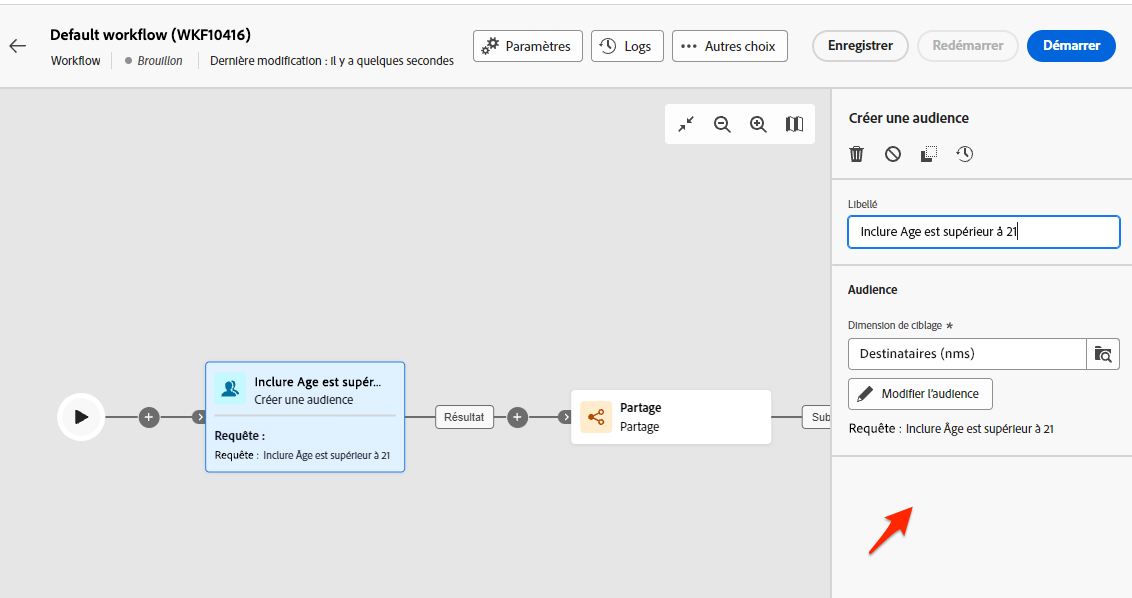 Default workflow (WKF10416)
Workflow
Brouillon
Dernière modification : il y a quelques secondes
Paramètres
Logs
Autres choix
Enregistrer
Redémarrer
Démarrer
Inclure Age est supér...
Créer une audience
Requête :
Requête : Inclure Âge est supérieur à 21
Résultat
Partage
Partage
Sub
Créer une audience
Libellé
Inclure Age est supérieur à 21
Audience
Dimension de ciblage *
Destinataires (nms)
Modifier l'audience
Requête : Inclure Âge est supérieur à 21